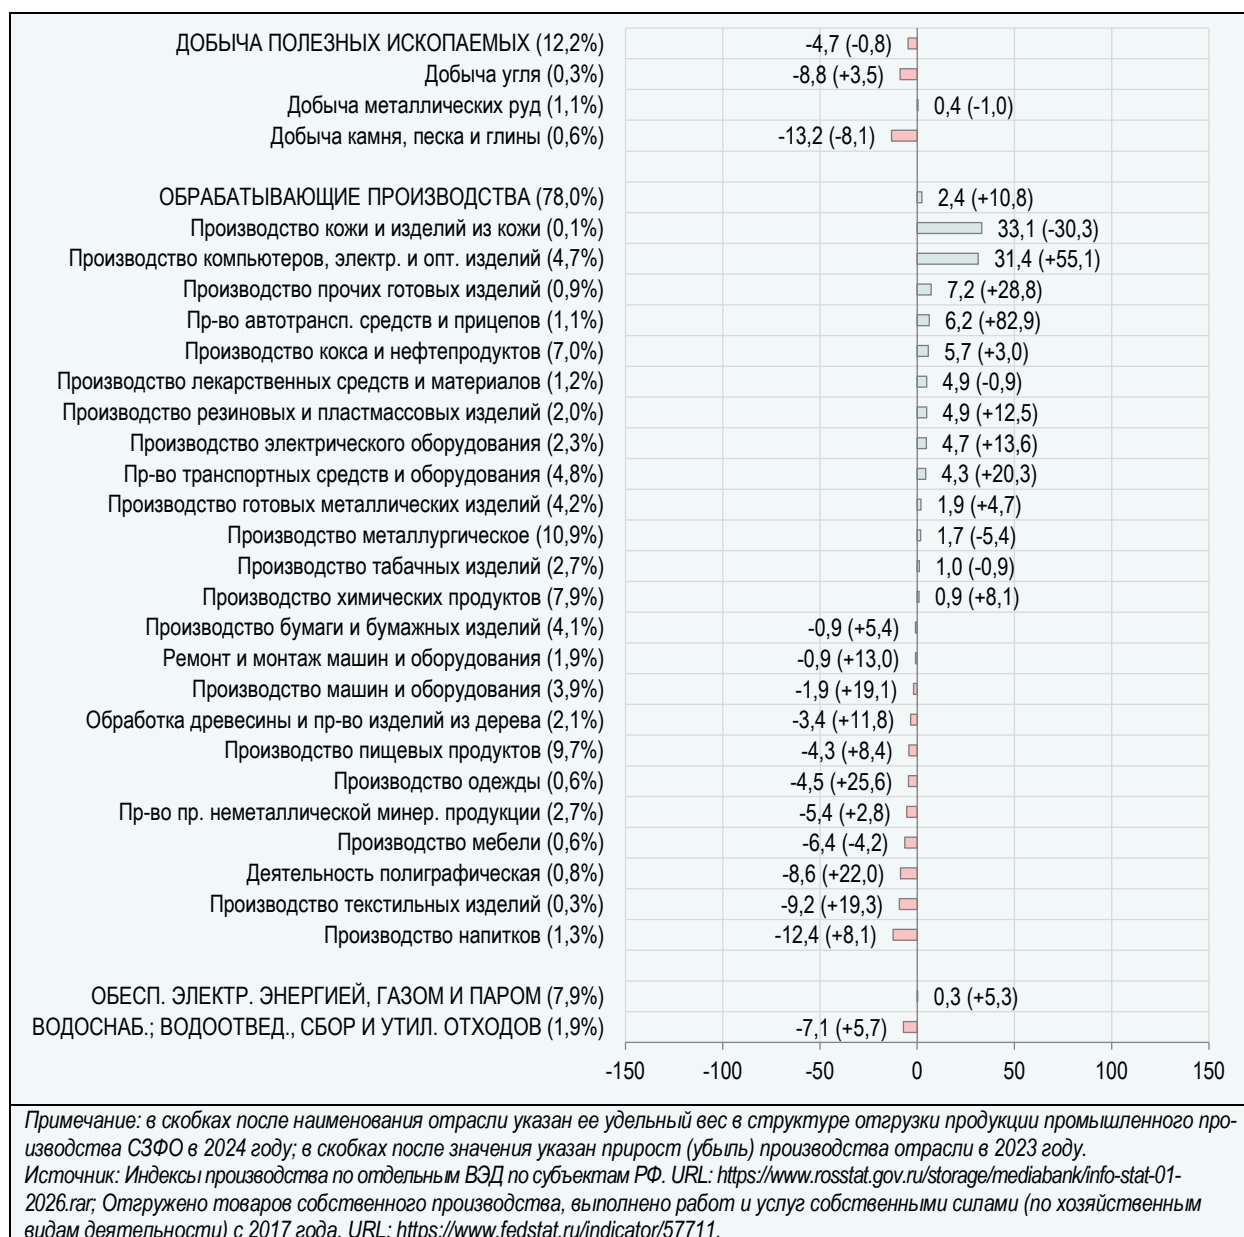 ДОБЫЧА ПОЛЕЗНЫХ ИСКОПАЕМЫХ (12,2%) -4,7 (-0,8)
Добыча угля (0,3%) -8,8 (+3,5)
Добыча металлических руд (1,1%) 0,4 (-1,0)
Добыча камня, песка и глины (0,6%) -13,2 (-8,1)
ОБРАБАТЫВАЮЩИЕ ПРОИЗВОДСТВА (78,0%) 2,4 (+10,8)
Производство кожи и изделий из кожи (0,1%) 33,1 (-30,3)
Производство компьютеров, электр. и опт. изделий (4,7%) 31,4 (+55,1)
Производство прочих готовых изделий (0,9%) 7,2 (+28,8)
Пр-во автотрансп. средств и прицепов (1,1%) 6,2 (+82,9)
Производство кокса и нефтепродуктов (7,0%) 5,7 (+3,0)
Производство лекарственных средств и материалов (1,2%) 4,9 (-0,9)
Производство резиновых и пластмассовых изделий (2,0%) 4,9 (+12,5)
Производство электрического оборудования (2,3%) 4,7 (+13,6)
Пр-во транспортных средств и оборудования (4,8%) 4,3 (+20,3)
Производство готовых металлических изделий (4,2%) 1,9 (+4,7)
Производство металлургическое (10,9%) 1,7 (-5,4)
Производство табачных изделий (2,7%) 1,0 (-0,9)
Производство химических продуктов (7,9%) 0,9 (+8,1)
Производство бумаги и бумажных изделий (4,1%) -0,9 (+5,4)
Ремонт и монтаж машин и оборудования (1,9%) -0,9 (+13,0)
Производство машин и оборудования (3,9%) -1,9 (+19,1)
Обработка древесины и пр-во изделий из дерева (2,1%) -3,4 (+11,8)
Производство пищевых продуктов (9,7%) -4,3 (+8,4)
Производство одежды (0,6%) -4,5 (+25,6)
Пр-во пр. неметаллической минер. продукции (2,7%) -5,4 (+2,8)
Производство мебели (0,6%) -6,4 (-4,2)
Деятельность полиграфическая (0,8%) -8,6 (+22,0)
Производство текстильных изделий (0,3%) -9,2 (+19,3)
Производство напитков (1,3%) -12,4 (+8,1)
ОБЕСП. ЭЛЕКТР. ЭНЕРГИЕЙ, ГАЗОМ И ПАРОМ (7,9%) 0,3 (+5,3)
ВОДОСНАБ.; ВОДООТВЕД., СБОР И УТИЛ. ОТХОДОВ (1,9%) -7,1 (+5,7)
-150 -100 -50 0 50 100 150
Примечание: в скобках после наименования отрасли указан ее удельный вес в структуре отгрузки продукции промышленного про-
изводства СЗФО в 2024 году; в скобках после значения указан прирост (убыль) производства отрасли в 2023 году.
Источник: Индексы производства по отдельным ВЭД по субъектам РФ. URL: https://www.rosstat.gov.ru/storage/mediabank/info-stat-01-
2026.rar; Отгружено товаров собственного производства, выполнено работ и услуг собственными силами (по хозяйственным
видам деятельности) с 2017 года. URL: https://www.fedstat.ru/indicator/57711.